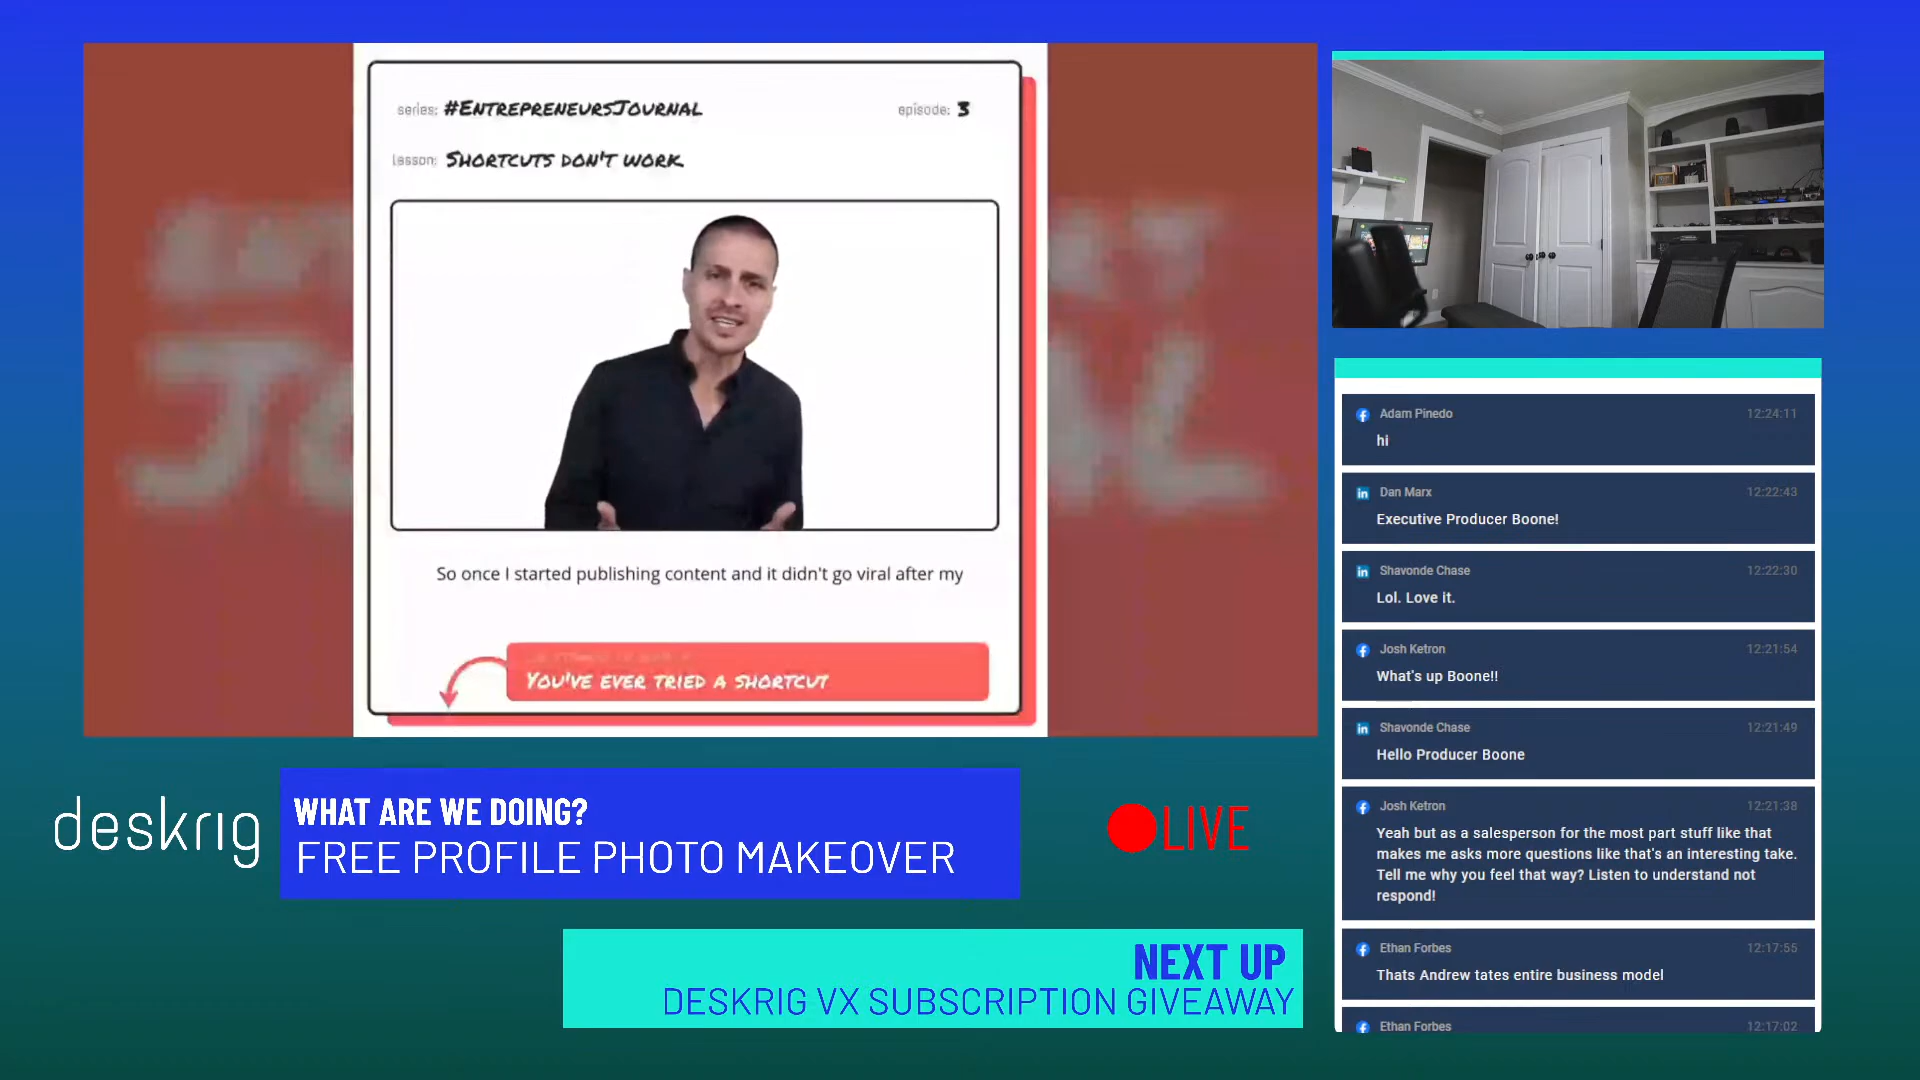 series: #EntrepreneursJournal
episode: 3
lesson: Shortcuts don't work.
So once I started publishing content and it didn't go viral after my
You've ever tried a shortcut
deskrig
WHAT ARE WE DOING?
FREE PROFILE PHOTO MAKEOVER
LIVE
NEXT UP
DESKRIG VX SUBSCRIPTION GIVEAWAY
Adam Pinedo 12:24:11
hi
Dan Marx 12:22:43
Executive Producer Boone!
Shavonde Chase 12:22:30
Lol. Love it.
Josh Ketron 12:21:54
What's up Boone!!
Shavonde Chase 12:21:49
Hello Producer Boone
Josh Ketron 12:21:38
Yeah but as a salesperson for the most part stuff like that
makes me asks more questions like that's an interesting take.
Tell me why you feel that way? Listen to understand not
respond!
Ethan Forbes 12:17:55
Thats Andrew tates entire business model
Ethan Forbes 12:17:02